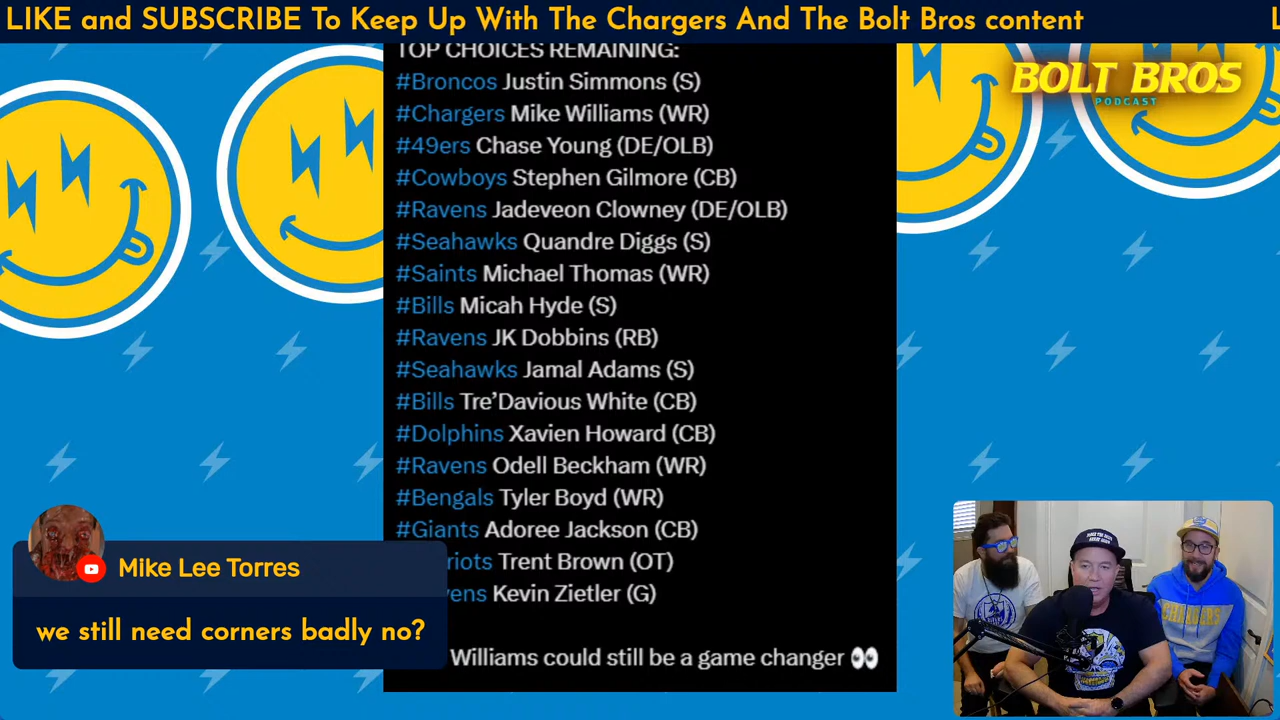 LIKE and SUBSCRIBE To Keep Up With The Chargers And The Bolt Bros content
BOLT BROS
PODCAST
TOP CHOICES REMAINING:
#Broncos Justin Simmons (S)
#Chargers Mike Williams (WR)
#49ers Chase Young (DE/OLB)
#Cowboys Stephen Gilmore (CB)
#Ravens Jadeveon Clowney (DE/OLB)
#Seahawks Quandre Diggs (S)
#Saints Michael Thomas (WR)
#Bills Micah Hyde (S)
#Ravens JK Dobbins (RB)
#Seahawks Jamal Adams (S)
#Bills Tre’Davious White (CB)
#Dolphins Xavien Howard (CB)
#Ravens Odell Beckham (WR)
#Bengals Tyler Boyd (WR)
#Giants Adoree Jackson (CB)
riots Trent Brown (OT)
ens Kevin Zietler (G)
Williams could still be a game changer 👀
Mike Lee Torres
we still need corners badly no?
CHARGERS